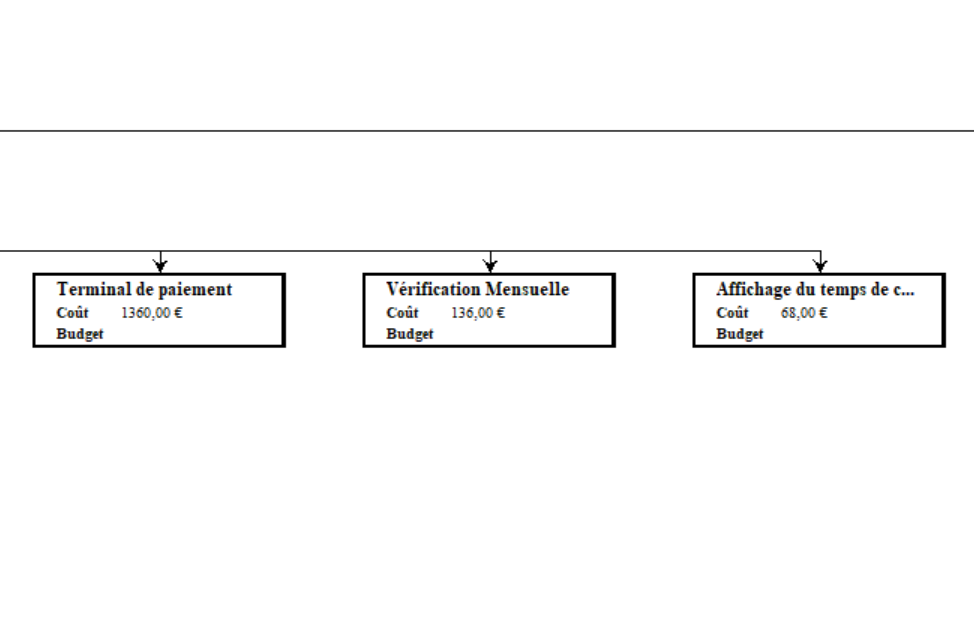 Terminal de paiement
Coût 1360,00 €
Budget
Vérification Mensuelle
Coût 136,00 €
Budget
Affichage du temps de c...
Coût 68,00 €
Budget